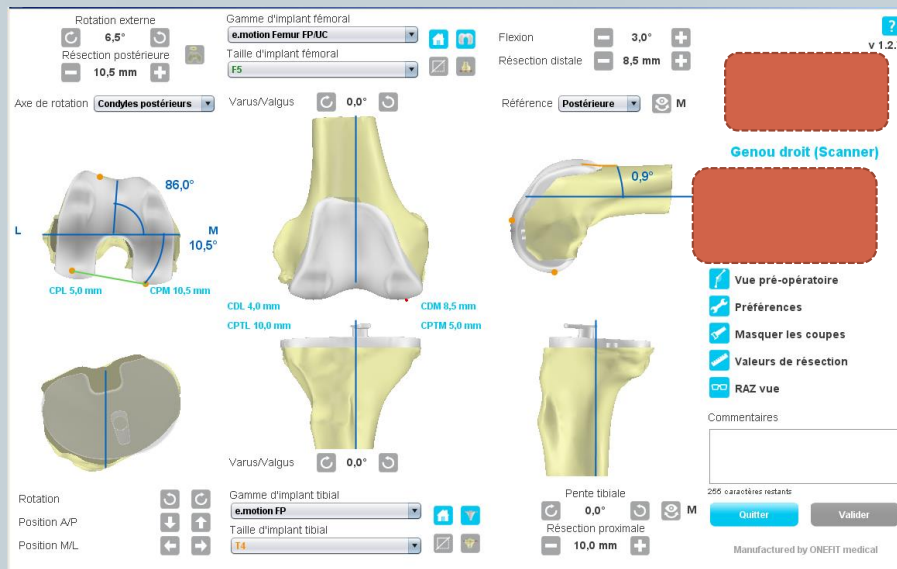 Rotation externe
6,5°
Résection postérieure
10,5 mm
Axe de rotation Condyles postérieurs
Gamme d'implant fémoral
e.motion Femur FP/UC
Taille d'implant fémoral
F5
Varus/Valgus 0,0°
Flexion 3,0°
Résection distale 8,5 mm
Référence Postérieure M
?
v 1.2.
Genou droit (Scanner)
86,0°
L M
10,5°
CPL 5,0 mm CPM 10,5 mm
0,9°
CDL 4,0 mm CDM 8,5 mm
CPTL 10,0 mm CPTM 5,0 mm
Vue pré-opératoire
Préférences
Masquer les coupes
Valeurs de résection
RAZ vue
Commentaires
255 caractères restants
Quitter Valider
Manufactured by ONEFIT medical
Varus/Valgus 0,0°
Rotation
Position A/P
Position M/L
Gamme d'implant tibial
e.motion FP
Taille d'implant tibial
T4
Pente tibiale
0,0° M
Résection proximale
10,0 mm